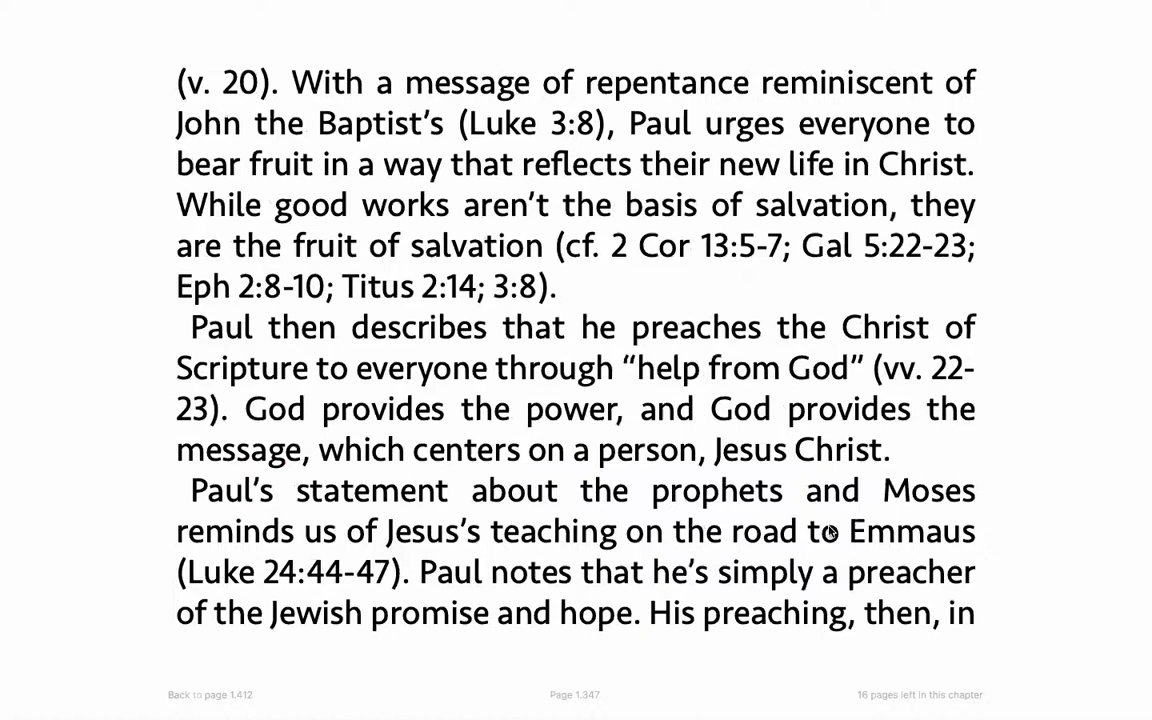 (v. 20). With a message of repentance reminiscent of
John the Baptist’s (Luke 3:8), Paul urges everyone to
bear fruit in a way that reflects their new life in Christ.
While good works aren’t the basis of salvation, they
are the fruit of salvation (cf. 2 Cor 13:5-7; Gal 5:22-23;
Eph 2:8-10; Titus 2:14; 3:8).
Paul then describes that he preaches the Christ of
Scripture to everyone through “help from God” (vv. 22-
23). God provides the power, and God provides the
message, which centers on a person, Jesus Christ.
Paul’s statement about the prophets and Moses
reminds us of Jesus’s teaching on the road to Emmaus
(Luke 24:44-47). Paul notes that he’s simply a preacher
of the Jewish promise and hope. His preaching, then, in
Back to page 1.412
Page 1.347
16 pages left in this chapter